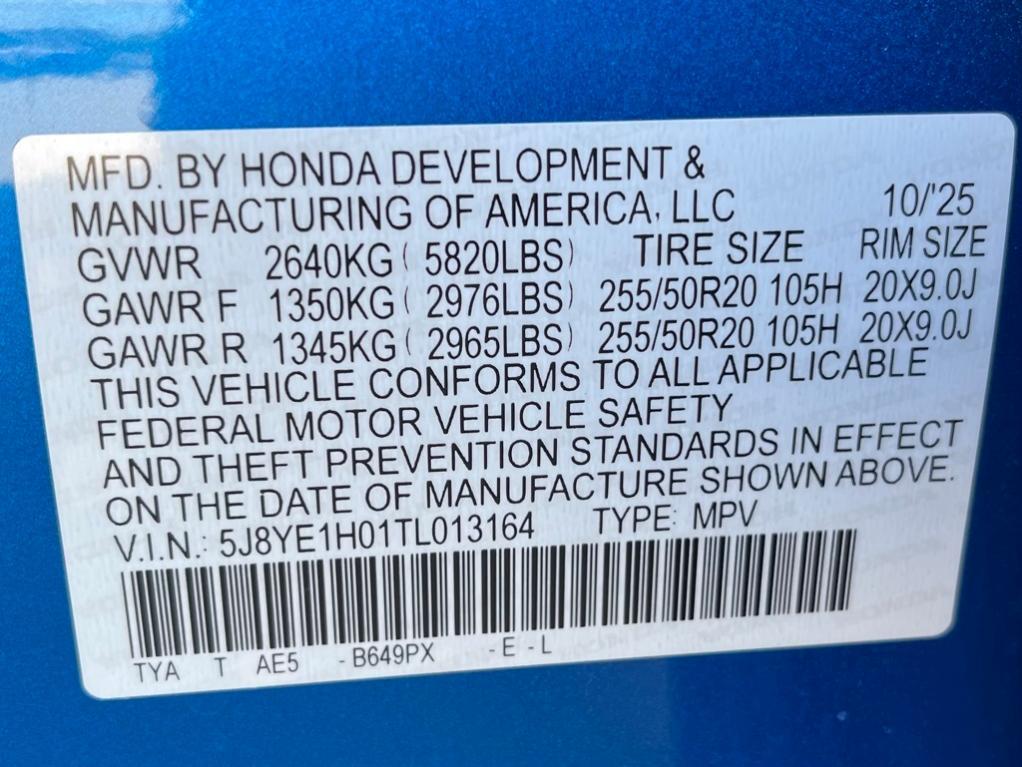 MFD. BY HONDA DEVELOPMENT &
MANUFACTURING OF AMERICA, LLC 10/'25
GVWR 2640KG ( 5820LBS) TIRE SIZE RIM SIZE
GAWR F 1350KG ( 2976LBS) 255/50R20 105H 20X9.0J
GAWR R 1345KG ( 2965LBS) 255/50R20 105H 20X9.0J
THIS VEHICLE CONFORMS TO ALL APPLICABLE
FEDERAL MOTOR VEHICLE SAFETY
AND THEFT PREVENTION STANDARDS IN EFFECT
ON THE DATE OF MANUFACTURE SHOWN ABOVE.
V.I.N.: 5J8YE1H01TL013164 TYPE: MPV
TYA T AE5 -B649PX -E-L